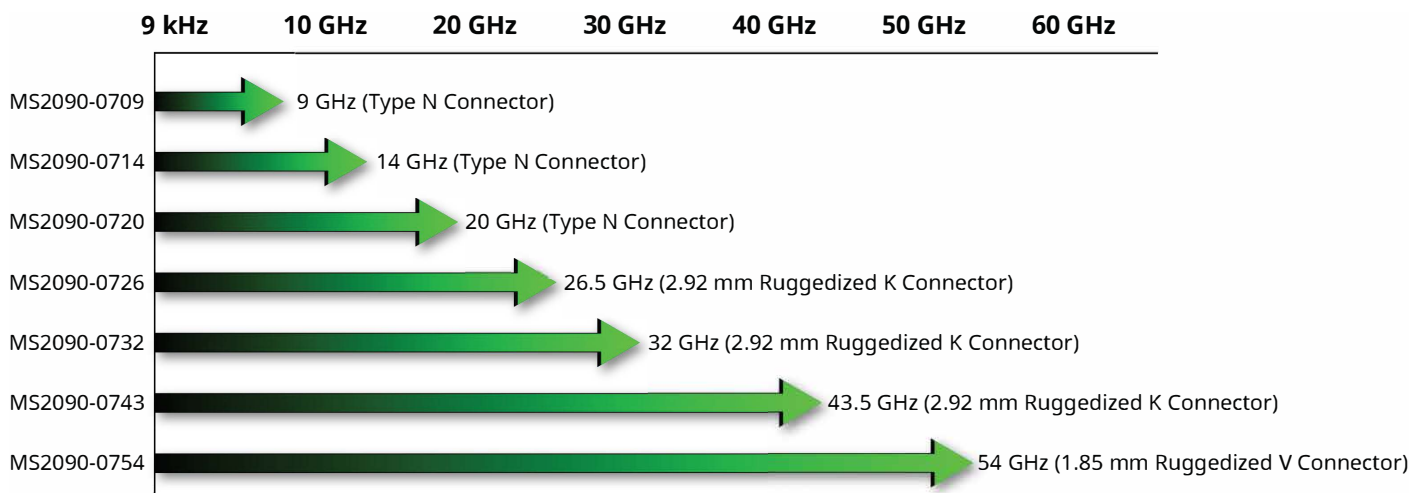 9 kHz 10 GHz 20 GHz 30 GHz 40 GHz 50 GHz 60 GHz
MS2090-0709 9 GHz (Type N Connector)
MS2090-0714 14 GHz (Type N Connector)
MS2090-0720 20 GHz (Type N Connector)
MS2090-0726 26.5 GHz (2.92 mm Ruggedized K Connector)
MS2090-0732 32 GHz (2.92 mm Ruggedized K Connector)
MS2090-0743 43.5 GHz (2.92 mm Ruggedized K Connector)
MS2090-0754 54 GHz (1.85 mm Ruggedized V Connector)